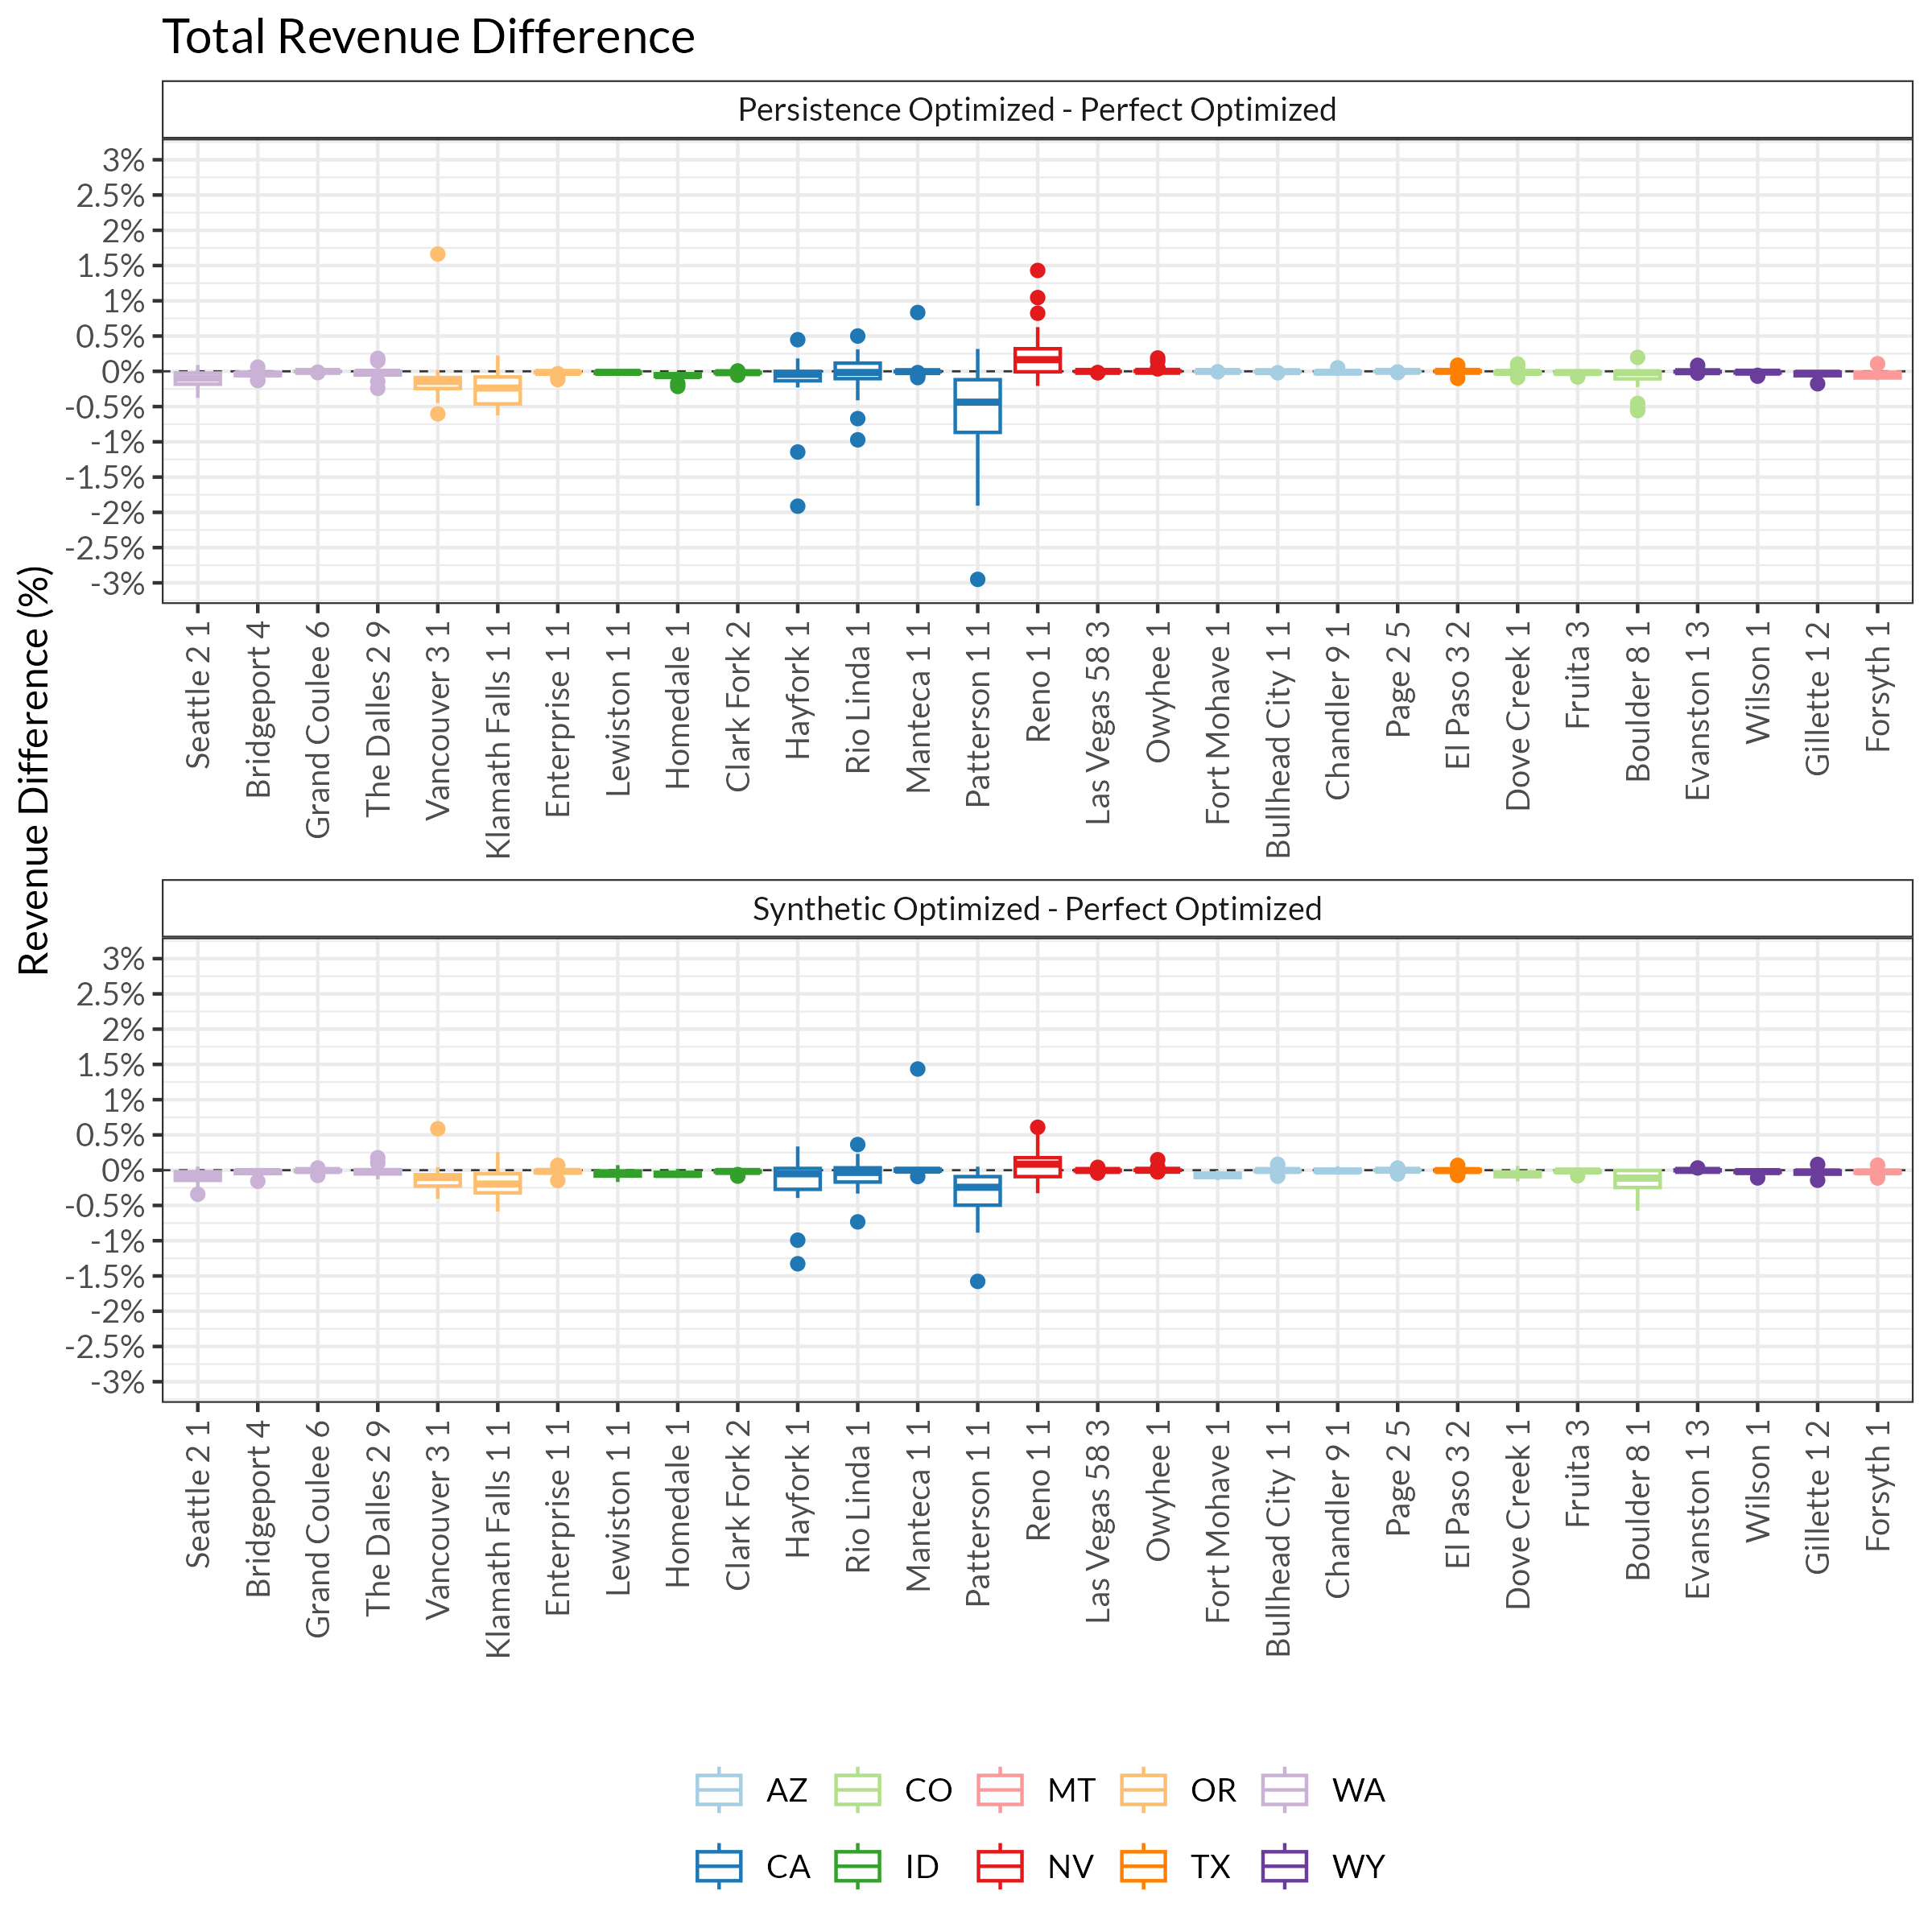 Total Revenue Difference
Persistence Optimized - Perfect Optimized
3%
2.5%
2%
1.5%
1%
0.5%
0%
-0.5%
-1%
-1.5%
-2%
-2.5%
-3%
Seattle 2 1
Bridgeport 4
Grand Coulee 6
The Dalles 2 9
Vancouver 3 1
Klamath Falls 1 1
Enterprise 1 1
Lewiston 1 1
Homedale 1
Clark Fork 2
Hayfork 1
Rio Linda 1
Manteca 1 1
Patterson 1 1
Reno 1 1
Las Vegas 58 3
Owyhee 1
Fort Mohave 1
Bullhead City 1 1
Chandler 9 1
Page 2 5
El Paso 3 2
Dove Creek 1
Fruita 3
Boulder 8 1
Evanston 1 3
Wilson 1
Gillette 1 2
Forsyth 1
Revenue Difference (%)
Synthetic Optimized - Perfect Optimized
3%
2.5%
2%
1.5%
1%
0.5%
0%
-0.5%
-1%
-1.5%
-2%
-2.5%
-3%
Seattle 2 1
Bridgeport 4
Grand Coulee 6
The Dalles 2 9
Vancouver 3 1
Klamath Falls 1 1
Enterprise 1 1
Lewiston 1 1
Homedale 1
Clark Fork 2
Hayfork 1
Rio Linda 1
Manteca 1 1
Patterson 1 1
Reno 1 1
Las Vegas 58 3
Owyhee 1
Fort Mohave 1
Bullhead City 1 1
Chandler 9 1
Page 2 5
El Paso 3 2
Dove Creek 1
Fruita 3
Boulder 8 1
Evanston 1 3
Wilson 1
Gillette 1 2
Forsyth 1
AZ CO MT OR WA
CA ID NV TX WY